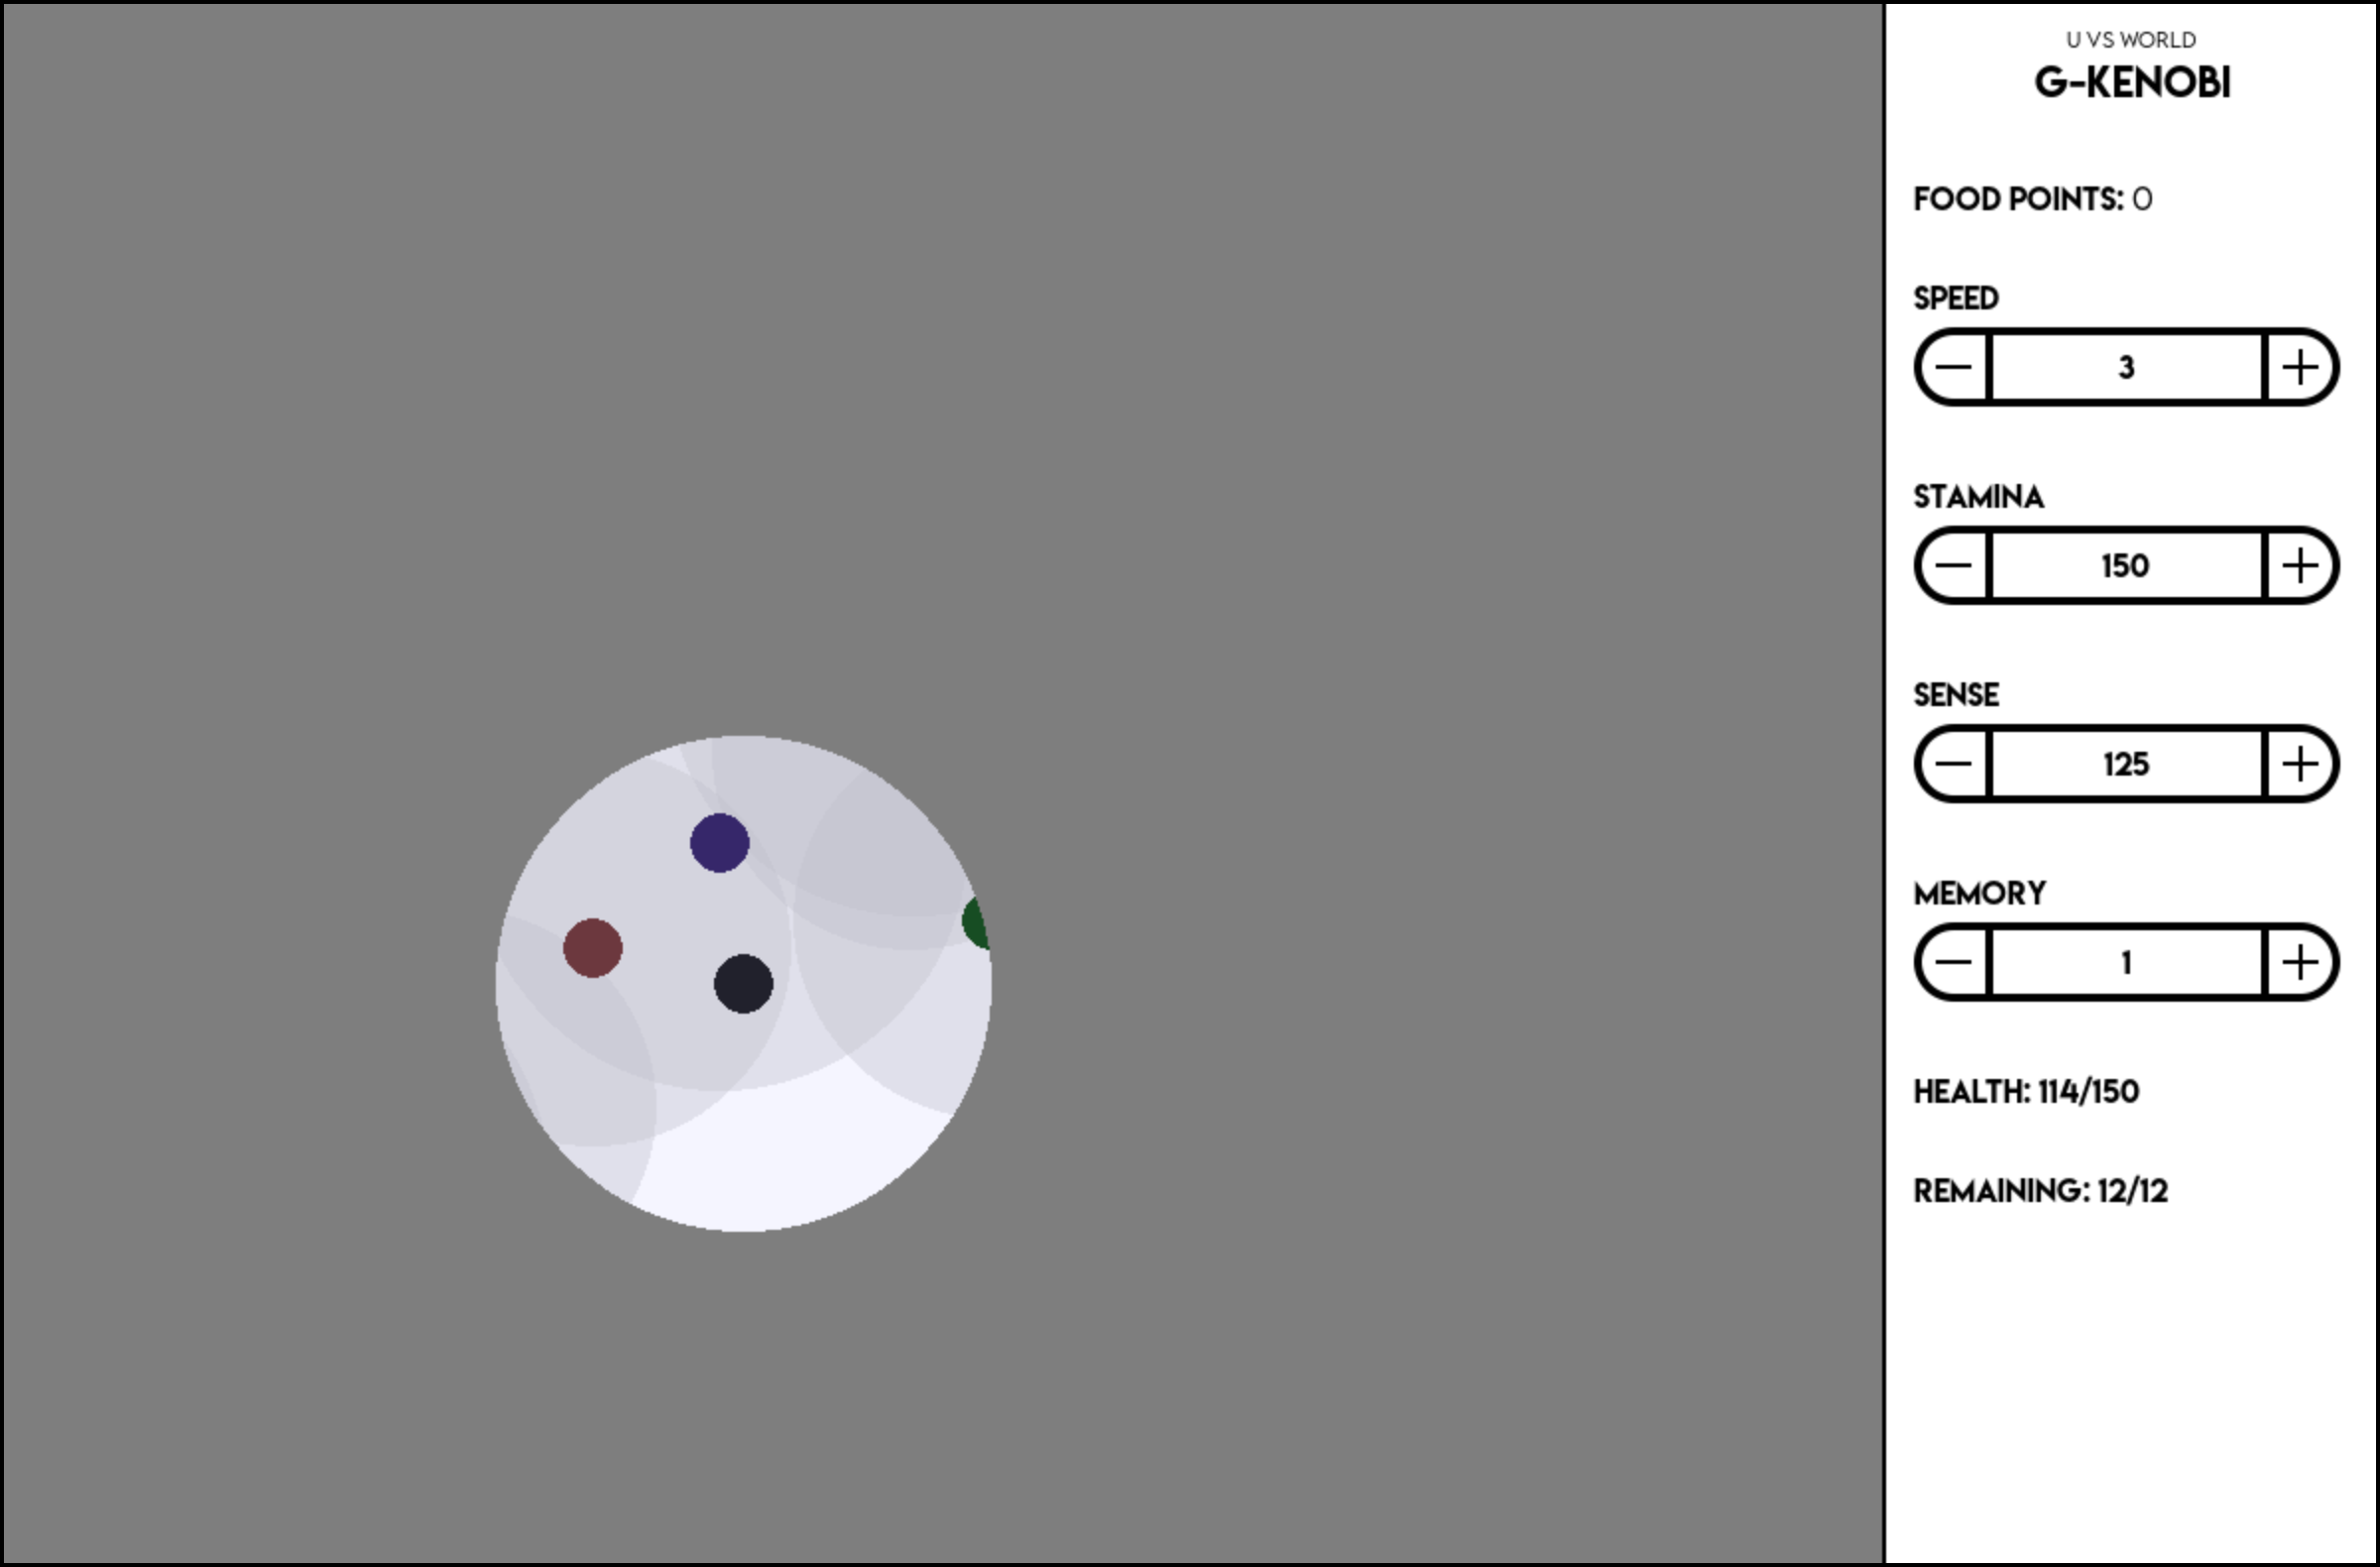 U VS WORLD
G-KENOBI
FOOD POINTS: 0
SPEED
3
STAMINA
150
SENSE
125
MEMORY
1
HEALTH: 114/150
REMAINING: 12/12